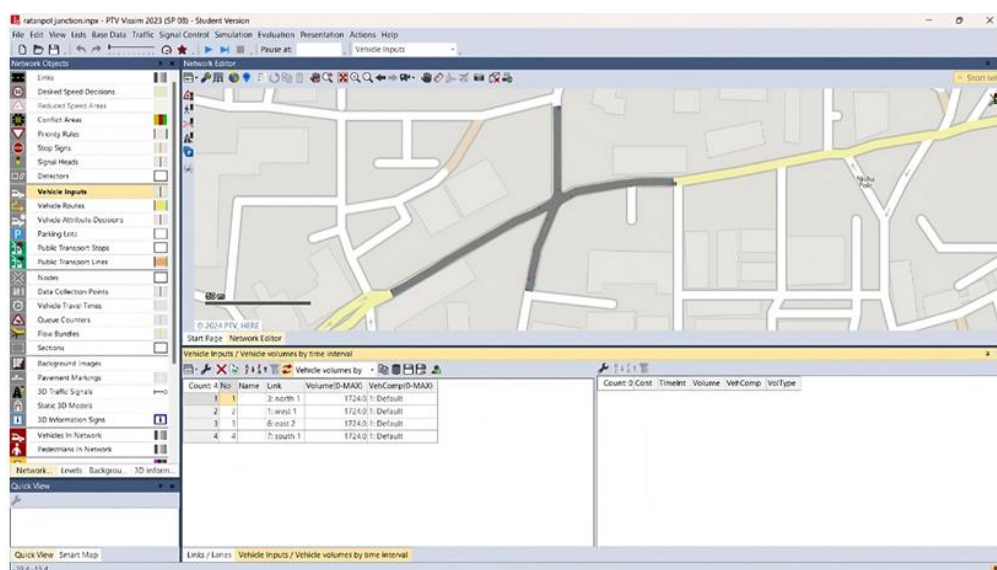 ratanpol junction.inpx - PTV Vissim 2023 (SP 08) - Student Version
File Edit View Lists Base Data Traffic Signal Control Simulation Evaluation Presentation Actions Help
Pause at: Vehicle Inputs
Network Objects
Links
Desired Speed Decisions
Reduced Speed Areas
Conflict Areas
Priority Rules
Stop Signs
Signal Heads
Detectors
Vehicle Inputs
Vehicle Routes
Vehicle Attribute Decisions
Parking Lots
Public Transport Stops
Public Transport Lines
Nodes
Data Collection Points
Vehicle Travel Times
Queue Counters
Flow Bundles
Sections
Background Images
Pavement Markings
3D Traffic Signals
Static 3D Models
3D Information Signs
Vehicles In Network
Pedestrians In Network
Network... Levels Backgrou... 3D inform...
Quick View
Quick View Smart Map
Network Editor
Short hel
Nicha
Pole
50 m
© 2024 PTV, HERE
Start Page Network Editor
Vehicle Inputs / Vehicle volumes by time interval
Vehicle volumes by
Count: 4 No Name Link Volume(0-MAX) VehComp(0-MAX)
1 1 3: north 1 1724.0 1: Default
2 2 1: west 1 1724.0 1: Default
3 3 6: east 2 1724.0 1: Default
4 4 7: south 1 1724.0 1: Default
Count: 0 Cont TimeInt Volume VehComp VolType
Links / Lanes Vehicle Inputs / Vehicle volumes by time interval